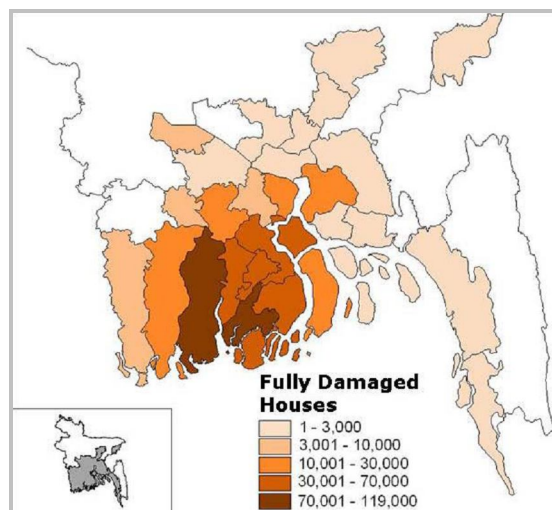 Fully Damaged
Houses
1 - 3,000
3,001 - 10,000
10,001 - 30,000
30,001 - 70,000
70,001 - 119,000